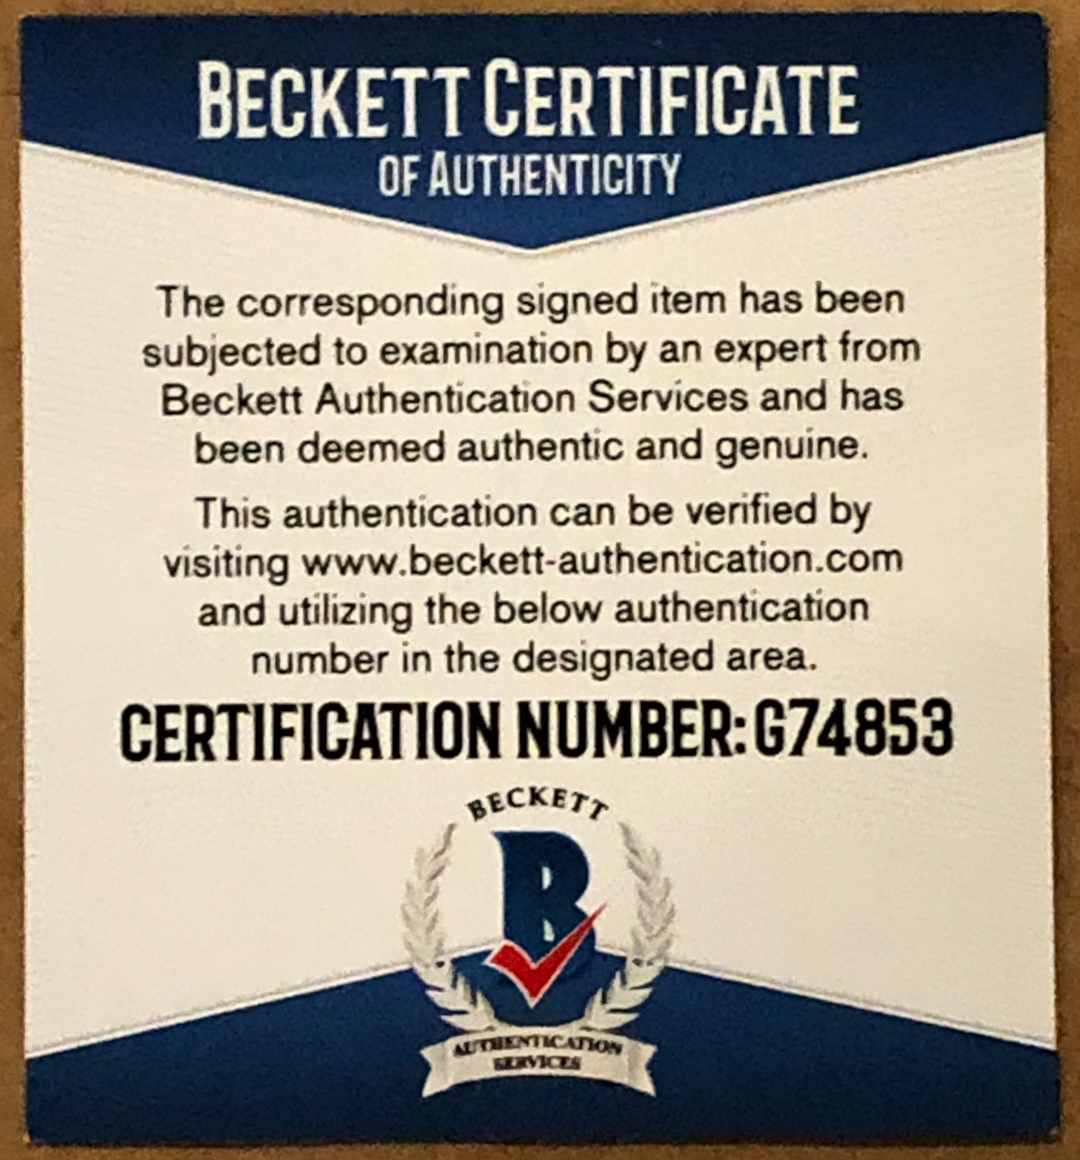 BECKETT CERTIFICATE
OF AUTHENTICITY
The corresponding signed item has been
subjected to examination by an expert from
Beckett Authentication Services and has
been deemed authentic and genuine.
This authentication can be verified by
visiting www.beckett-authentication.com
and utilizing the below authentication
number in the designated area.
CERTIFICATION NUMBER: G74853
BECKETT
B
AUTHENTICATION
SERVICES